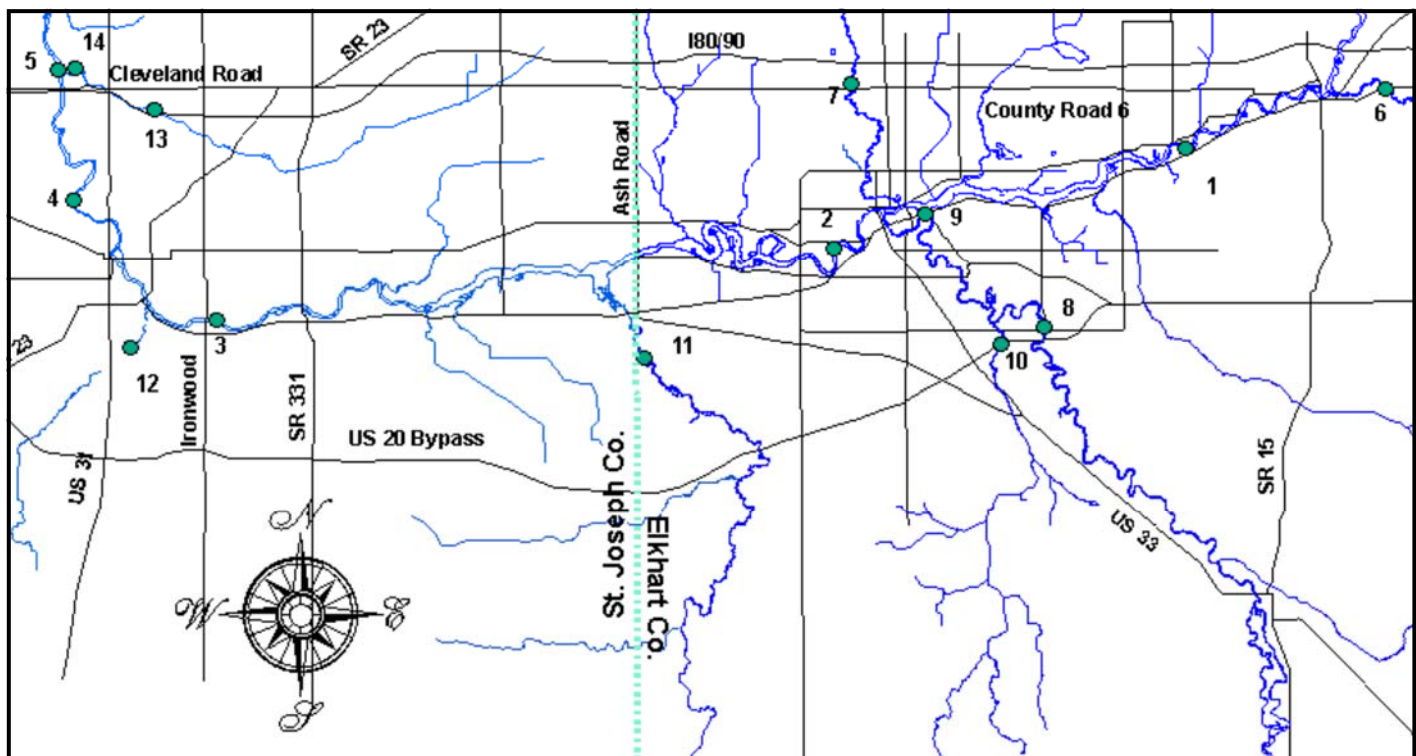 14
SR 23
I80/90
5
Cleveland Road
7
County Road 6
6
13
Ash Road
1
4
2
9
3
8
23
12
11
10
Ironwood
SR 331
US 20 Bypass
US 31
SR 15
St. Joseph Co.
Elkhart Co.
US 33
N
W
E
S